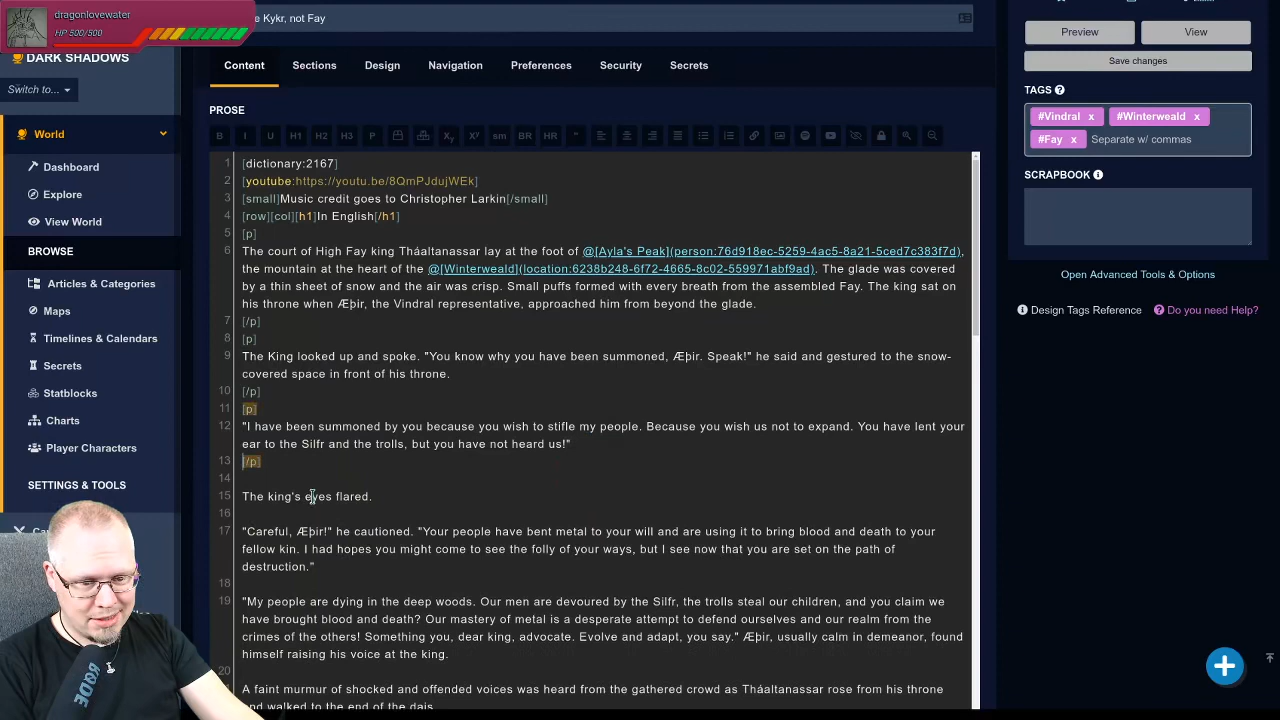 dragonlovewater
HP 500/500
e Kykr, not Fay
DARK SHADOWS
Switch to...
World
Dashboard
Explore
View World
BROWSE
Articles & Categories
Maps
Timelines & Calendars
Secrets
Statblocks
Charts
Player Characters
SETTINGS & TOOLS
RØDE
Content Sections Design Navigation Preferences Security Secrets
PROSE
B I U H1 H2 H3 P Xy Xy sm BR HR "
1 [dictionary:2167]
2 [youtube:https://youtu.be/8QmPJdujWEk]
3 [small]Music credit goes to Christopher Larkin[/small]
4 [row][col][h1]In English[/h1]
5 [p]
6 The court of High Fay king Tháaltanassar lay at the foot of @[Ayla's Peak](person:76d918ec-5259-4ac5-8a21-5ced7c383f7d),
the mountain at the heart of the @[Winterweald](location:6238b248-6f72-4665-8c02-559971abf9ad). The glade was covered
by a thin sheet of snow and the air was crisp. Small puffs formed with every breath from the assembled Fay. The king sat on
his throne when Æþir, the Vindral representative, approached him from beyond the glade.
7 [/p]
8 [p]
9 The King looked up and spoke. "You know why you have been summoned, Æþir. Speak!" he said and gestured to the snow-
covered space in front of his throne.
10 [/p]
11 [p]
12 "I have been summoned by you because you wish to stifle my people. Because you wish us not to expand. You have lent your
ear to the Silfr and the trolls, but you have not heard us!"
13 [/p]
14
15 The king's eyes flared.
16
17 "Careful, Æþir!" he cautioned. "Your people have bent metal to your will and are using it to bring blood and death to your
fellow kin. I had hopes you might come to see the folly of your ways, but I see now that you are set on the path of
destruction."
18
19 "My people are dying in the deep woods. Our men are devoured by the Silfr, the trolls steal our children, and you claim we
have brought blood and death? Our mastery of metal is a desperate attempt to defend ourselves and our realm from the
crimes of the others! Something you, dear king, advocate. Evolve and adapt, you say." Æþir, usually calm in demeanor, found
himself raising his voice at the king.
20
A faint murmur of shocked and offended voices was heard from the gathered crowd as Tháaltanassar rose from his throne
and walked to the end of the dais.
Preview View
Save changes
TAGS
#Vindral x #Winterweald x
#Fay x Separate w/ commas
SCRAPBOOK
Open Advanced Tools & Options
Design Tags Reference Do you need Help?